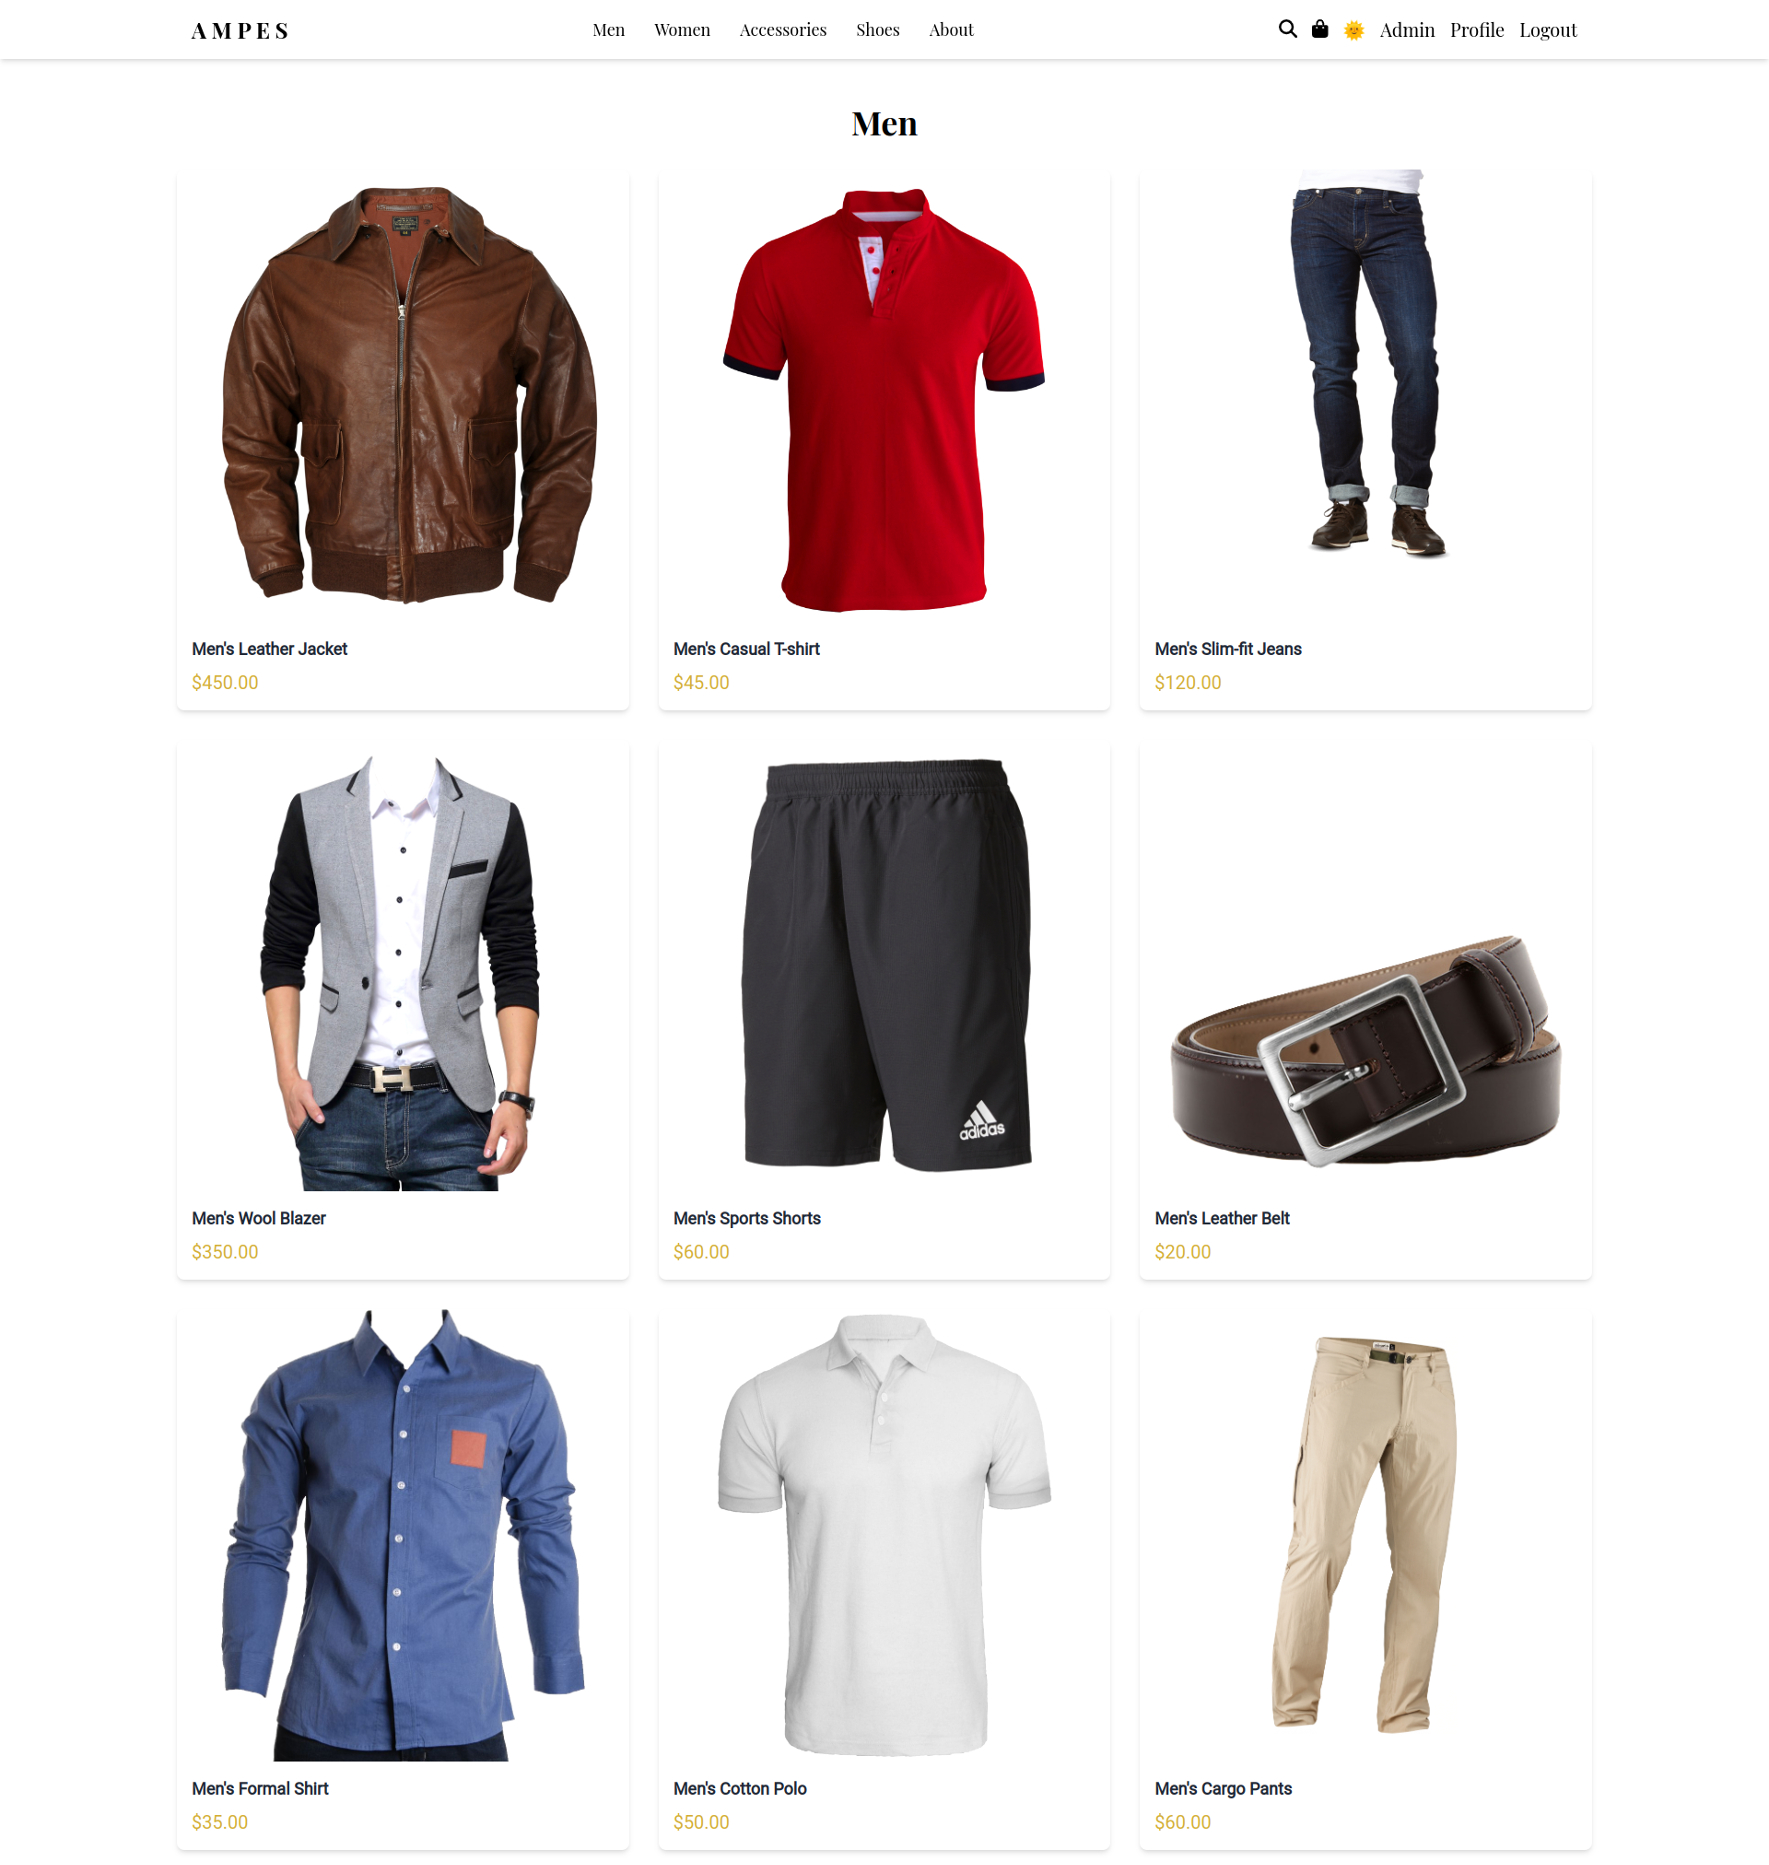 AMPES
Men Women Accessories Shoes About
Admin Profile Logout
Men
Men's Leather Jacket
$450.00
Men's Casual T-shirt
$45.00
Men's Slim-fit Jeans
$120.00
adidas
Men's Wool Blazer
$350.00
Men's Sports Shorts
$60.00
Men's Leather Belt
$20.00
Men's Formal Shirt
$35.00
Men's Cotton Polo
$50.00
Men's Cargo Pants
$60.00